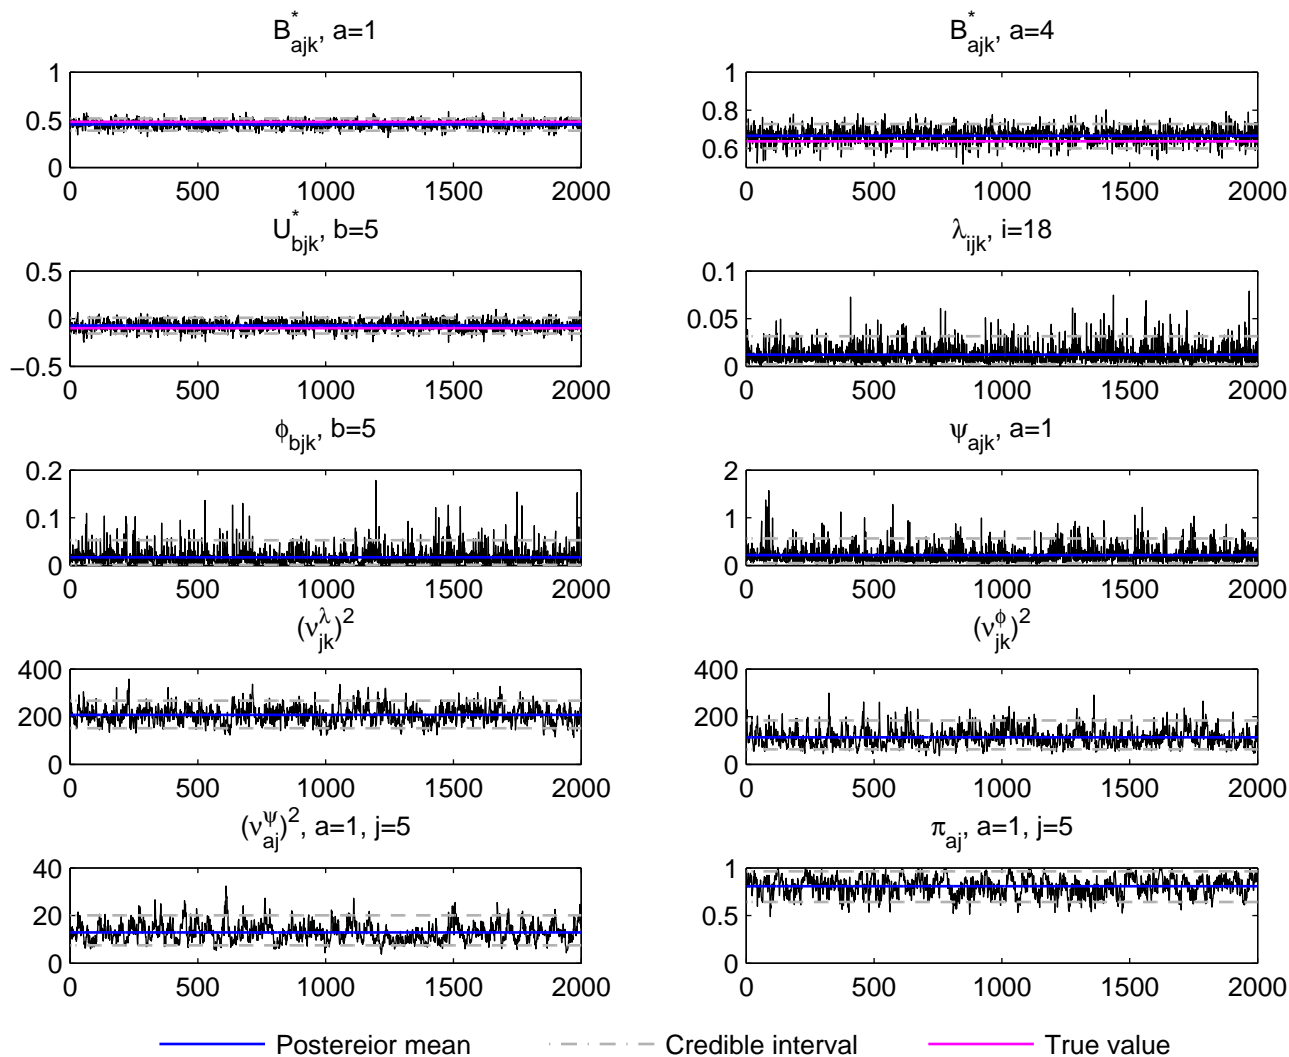 B*ajk, a=1
B*ajk, a=4
1
0.5
0
0 500 1000 1500 2000
1
0.8
0.6
0 500 1000 1500 2000
U*bjk, b=5
λijk, i=18
0.5
0
−0.5
0 500 1000 1500 2000
0.1
0.05
0
0 500 1000 1500 2000
ϕbjk, b=5
ψajk, a=1
0.2
0.1
0
0 500 1000 1500 2000
2
1
0
0 500 1000 1500 2000
(νλjk)2
(νϕjk)2
400
200
0
0 500 1000 1500 2000
400
200
0
0 500 1000 1500 2000
(νψaj)2, a=1, j=5
πaj, a=1, j=5
40
20
0
0 500 1000 1500 2000
1
0.5
0
0 500 1000 1500 2000
Postereior mean Credible interval True value